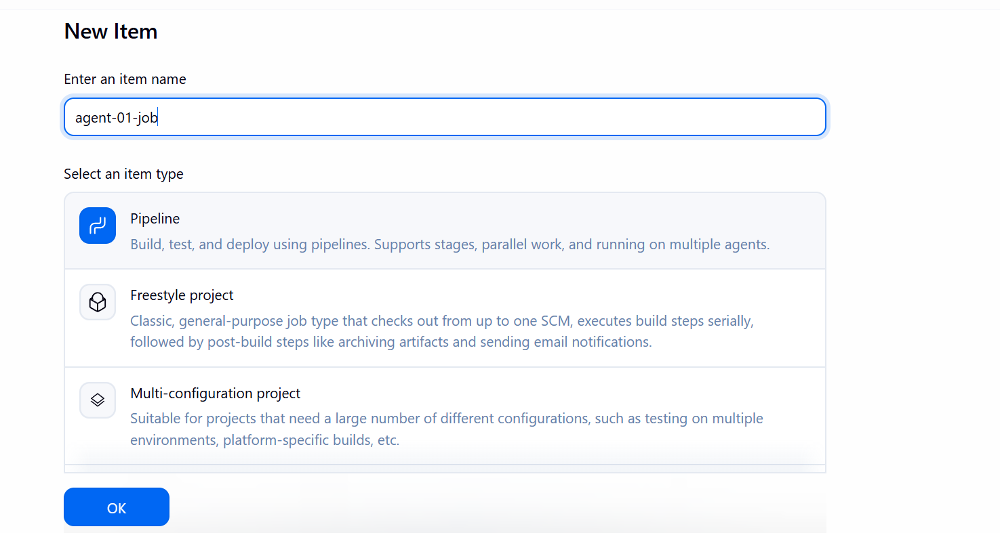 New Item
Enter an item name
agent-01-job
Select an item type
Pipeline
Build, test, and deploy using pipelines. Supports stages, parallel work, and running on multiple agents.
Freestyle project
Classic, general-purpose job type that checks out from up to one SCM, executes build steps serially,
followed by post-build steps like archiving artifacts and sending email notifications.
Multi-configuration project
Suitable for projects that need a large number of different configurations, such as testing on multiple
environments, platform-specific builds, etc.
OK